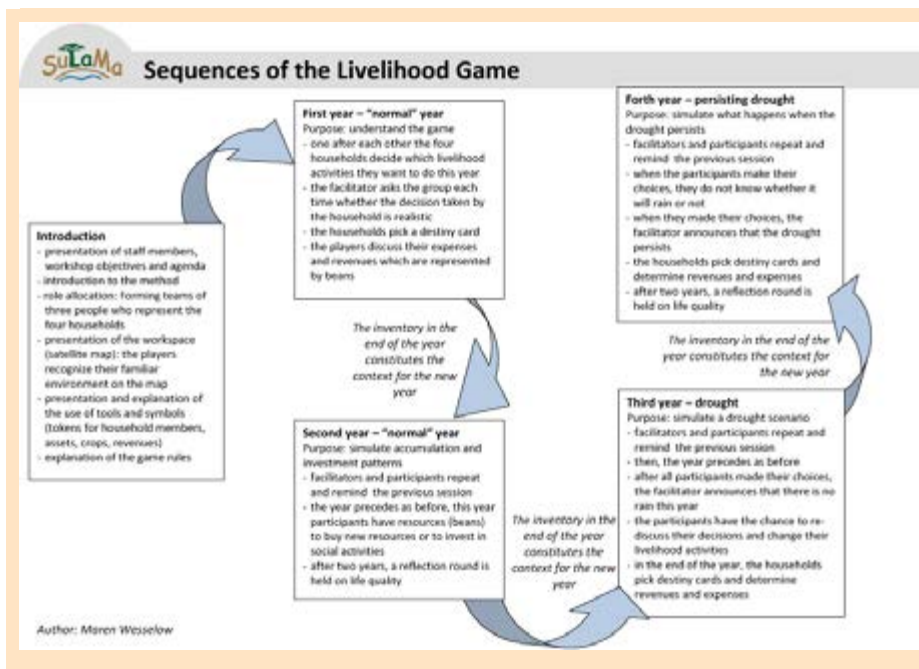 SuLaMa
Sequences of the Livelihood Game
Introduction
- presentation of staff members,
workshop objectives and agenda
- introduction to the method
- role allocation: forming teams of
three people who represent the
four households
- presentation of the workspace
(satellite map): the players
recognize their familiar
environment on the map
- presentation and explanation of
the use of tools and symbols
(tokens for household members,
assets, crops, revenues)
- explanation of the game rules
First year – "normal" year
Purpose: understand the game
- one after each other the four
households decide which livelihood
activities they want to do this year
- the facilitator asks the group each
time whether the decision taken by
the household is realistic
- the households pick a destiny card
- the players discuss their expenses
and revenues which are represented
by beans
The inventory in the
end of the year
constitutes the
context for the new
year
Second year – "normal" year
Purpose: simulate accumulation and
investment patterns
- facilitators and participants repeat
and remind the previous session
- the year precedes as before, this year
participants have resources (beans)
to buy new resources or to invest in
social activities
- after two years, a reflection round is
held on life quality
The inventory in the
end of the year
constitutes the
context for the new
year
Third year – drought
Purpose: simulate a drought scenario
- facilitators and participants repeat and
remind the previous session
- then, the year precedes as before
- after all participants made their choices,
the facilitator announces that there is no
rain this year
- the participants have the chance to re-
discuss their decisions and change their
livelihood activities
- in the end of the year, the households
pick destiny cards and determine
revenues and expenses
The inventory in the end of the
year constitutes the context for
the new year
Forth year – persisting drought
Purpose: simulate what happens when the
drought persists
- facilitators and participants repeat and
remind the previous session
- when the participants make their
choices, they do not know whether it
will rain or not
- when they made their choices, the
facilitator announces that the drought
persists
- the households pick destiny cards and
determine revenues and expenses
- after two years, a reflection round is
held on life quality
Author: Maren Wesselow